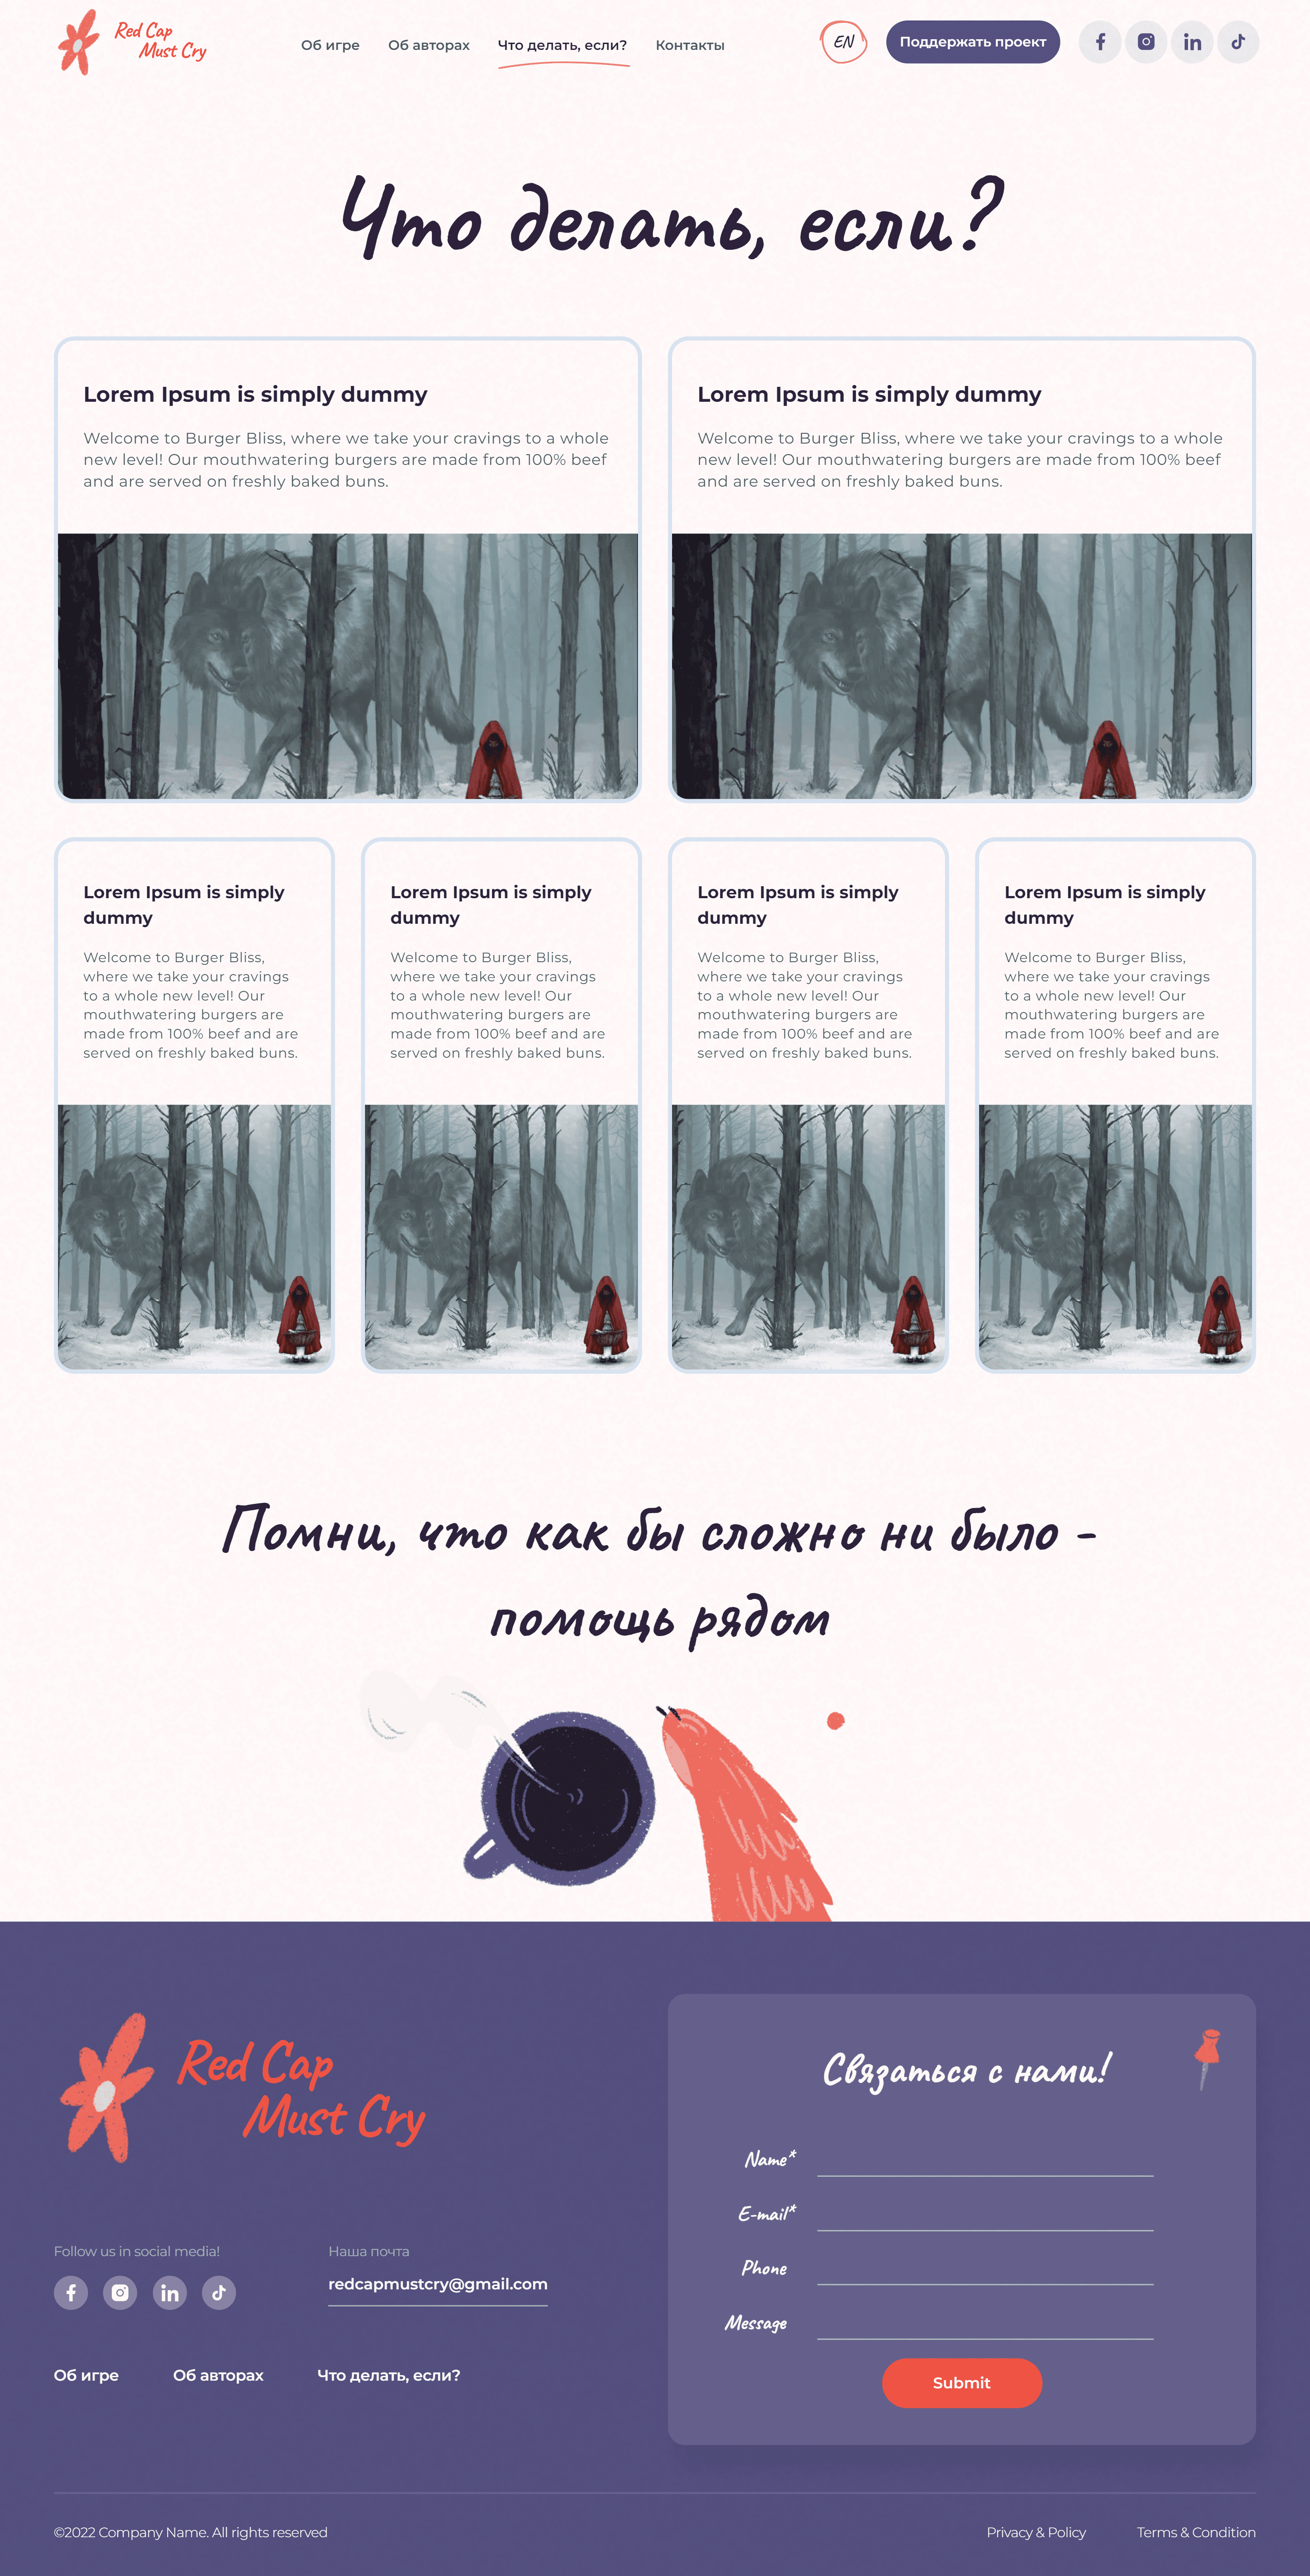 Red Cap
Must Cry
Об игре
Об авторах
Что делать, если?
Контакты
EN
Поддержать проект
Что делать, если?
Lorem Ipsum is simply dummy
Welcome to Burger Bliss, where we take your cravings to a whole
new level! Our mouthwatering burgers are made from 100% beef
and are served on freshly baked buns.
Lorem Ipsum is simply dummy
Welcome to Burger Bliss, where we take your cravings to a whole
new level! Our mouthwatering burgers are made from 100% beef
and are served on freshly baked buns.
Lorem Ipsum is simply
dummy
Welcome to Burger Bliss,
where we take your cravings
to a whole new level! Our
mouthwatering burgers are
made from 100% beef and are
served on freshly baked buns.
Lorem Ipsum is simply
dummy
Welcome to Burger Bliss,
where we take your cravings
to a whole new level! Our
mouthwatering burgers are
made from 100% beef and are
served on freshly baked buns.
Lorem Ipsum is simply
dummy
Welcome to Burger Bliss,
where we take your cravings
to a whole new level! Our
mouthwatering burgers are
made from 100% beef and are
served on freshly baked buns.
Lorem Ipsum is simply
dummy
Welcome to Burger Bliss,
where we take your cravings
to a whole new level! Our
mouthwatering burgers are
made from 100% beef and are
served on freshly baked buns.
Помни, что как бы сложно ни было -
помощь рядом
Red Cap
Must Cry
Follow us in social media!
Наша почта
redcapmustcry@gmail.com
Об игре
Об авторах
Что делать, если?
Связаться с нами!
Name*
E-mail*
Phone
Message
Submit
©2022 Company Name. All rights reserved
Privacy & Policy
Terms & Condition